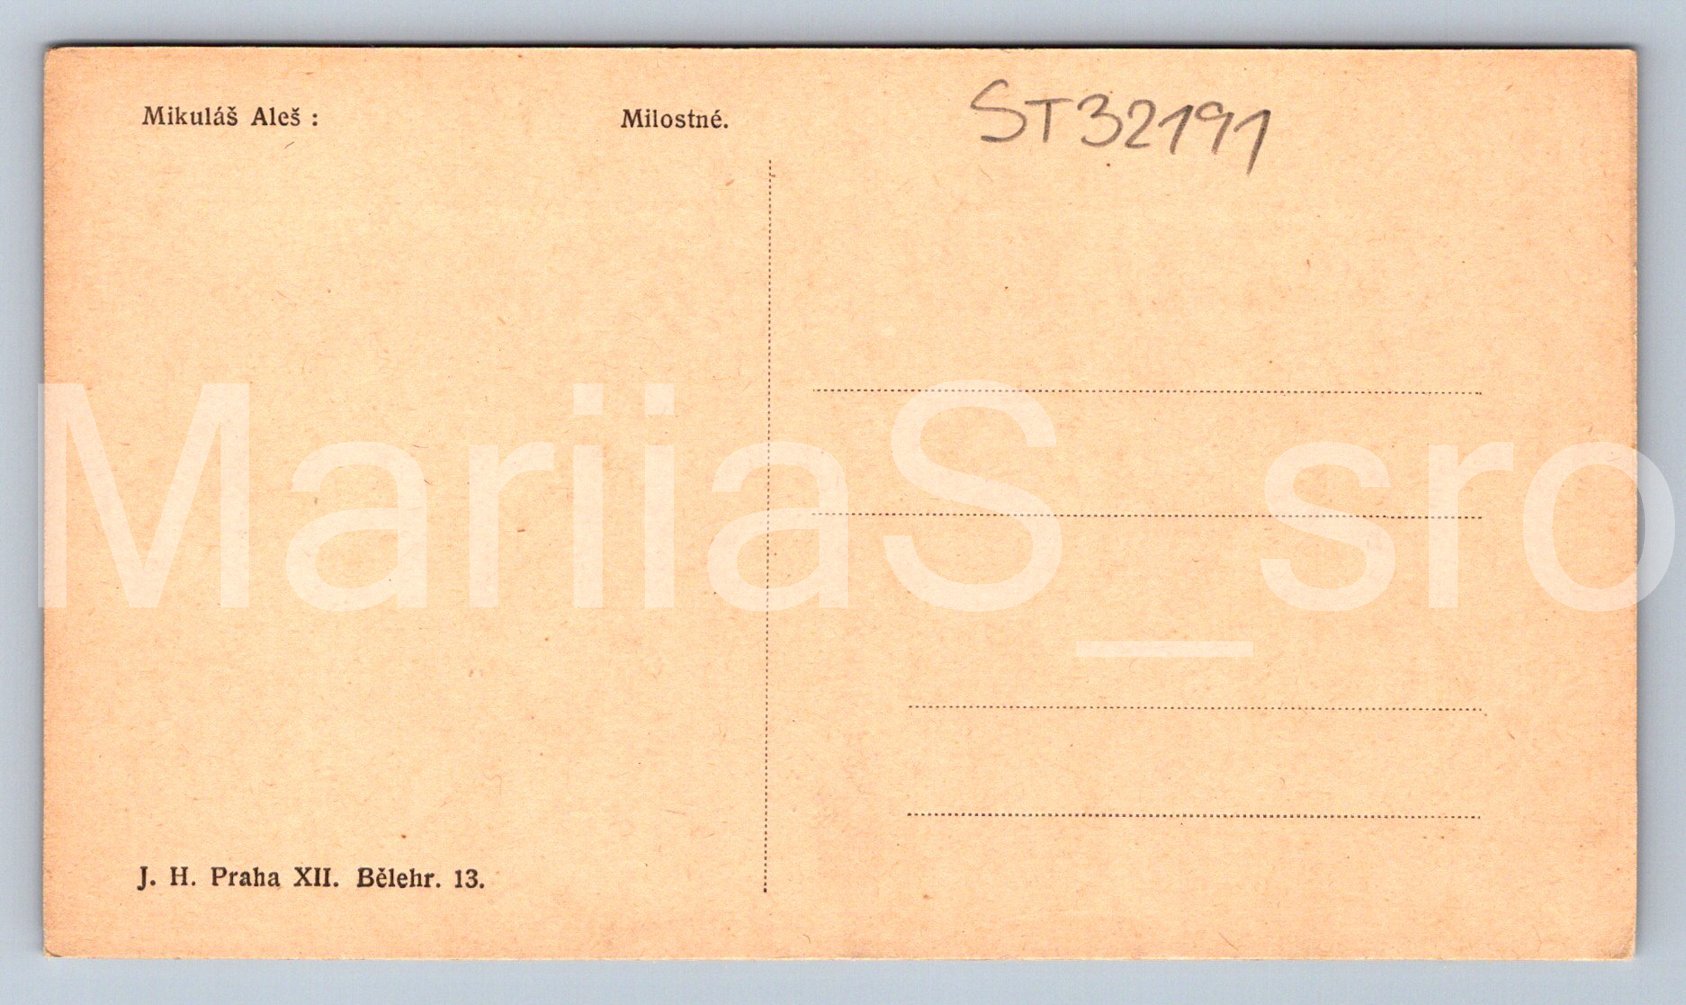 Mikuláš Aleš :
Milostné.
ST32191
MariiaS_sro
J. H. Praha XII. Bělehr. 13.